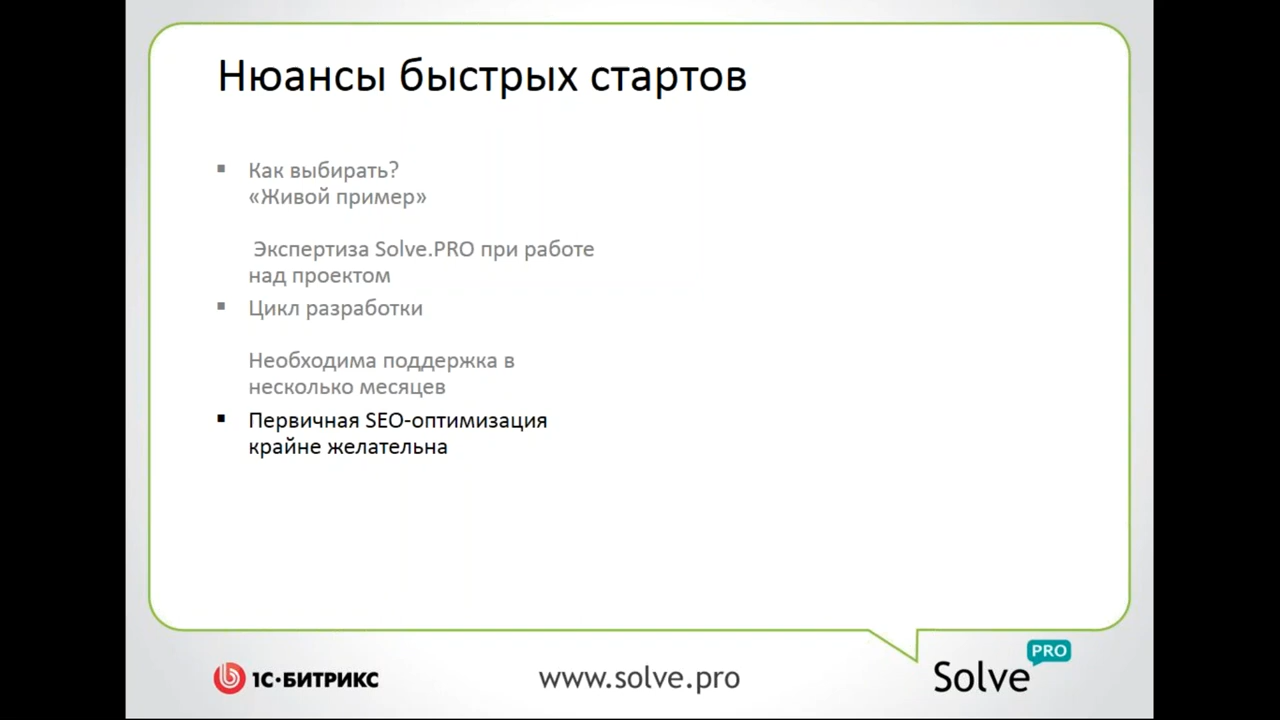 Нюансы быстрых стартов
▪ Как выбирать?
«Живой пример»
Экспертиза Solve.PRO при работе
над проектом
▪ Цикл разработки
Необходима поддержка в
несколько месяцев
▪ Первичная SEO-оптимизация
крайне желательна
1С·БИТРИКС
www.solve.pro
Solve PRO